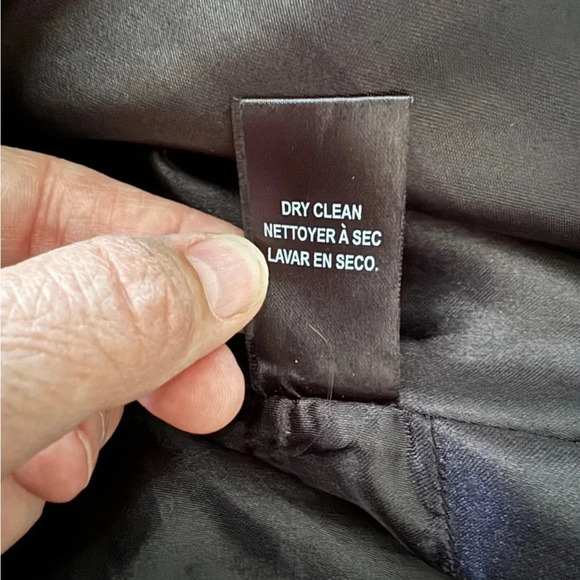 DRY CLEAN
NETTOYER À SEC
LAVAR EN SECO.